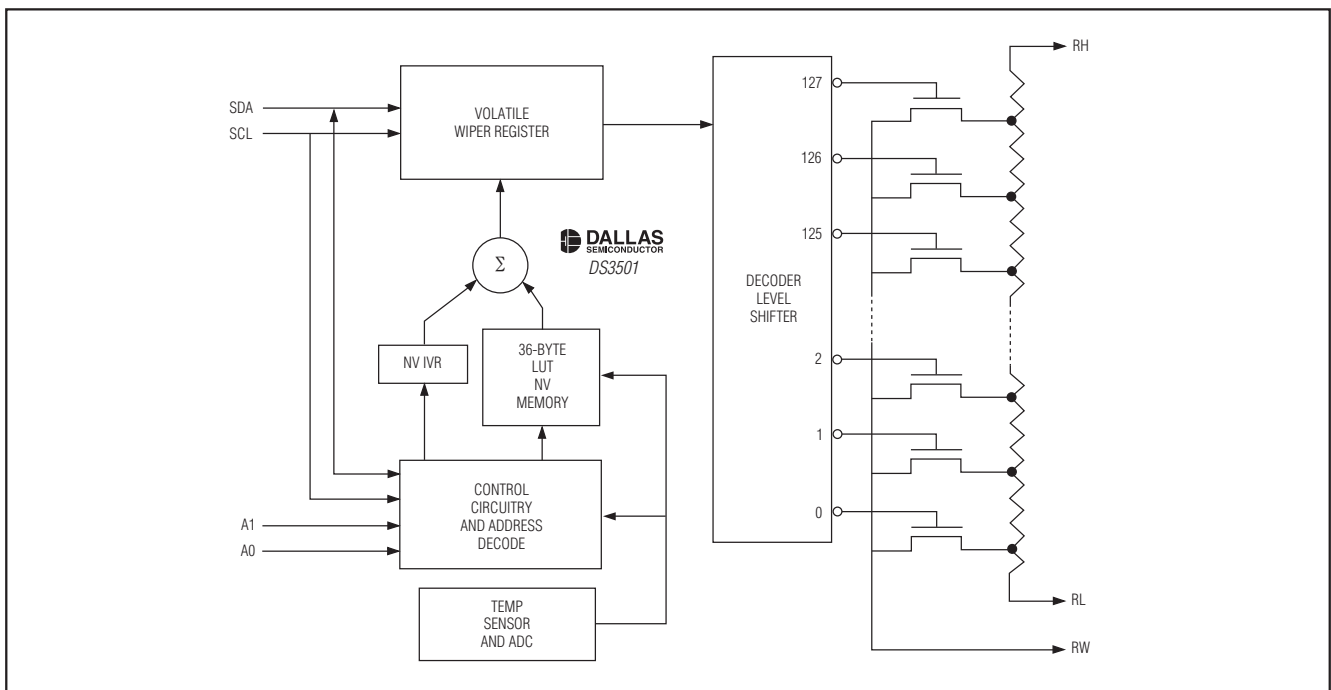 SDA
SCL
VOLATILE
WIPER REGISTER
Σ
DALLAS
SEMICONDUCTOR
DS3501
NV IVR
36-BYTE
LUT
NV
MEMORY
CONTROL
CIRCUITRY
AND ADDRESS
DECODE
A1
A0
TEMP
SENSOR
AND ADC
DECODER
LEVEL
SHIFTER
127
126
125
2
1
0
RH
RL
RW